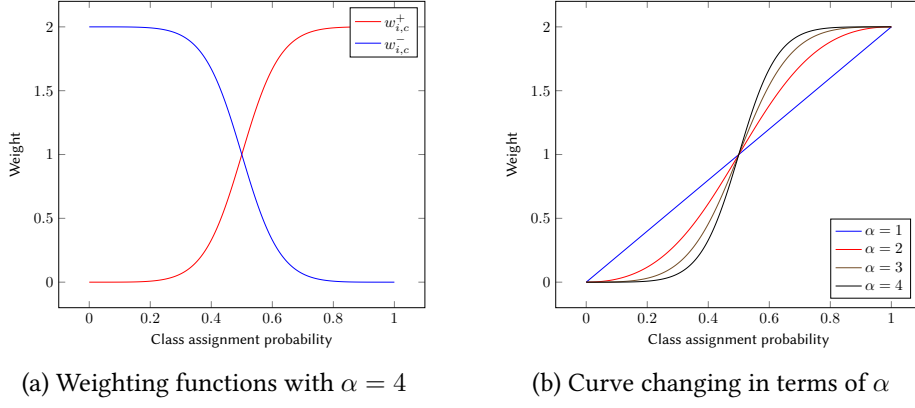 2
1.5
1
0.5
0
Weight
0
0.2
0.4
0.6
0.8
1
Class assignment probability
w⁺ᵢ,c
w⁻ᵢ,c
(a) Weighting functions with α = 4
2
1.5
1
0.5
0
Weight
0
0.2
0.4
0.6
0.8
1
Class assignment probability
α = 1
α = 2
α = 3
α = 4
(b) Curve changing in terms of α